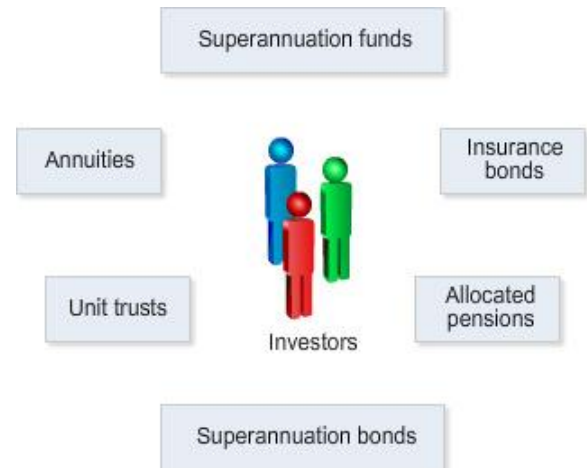 Superannuation funds
Annuities
Insurance
bonds
Unit trusts
Allocated
pensions
Investors
Superannuation bonds